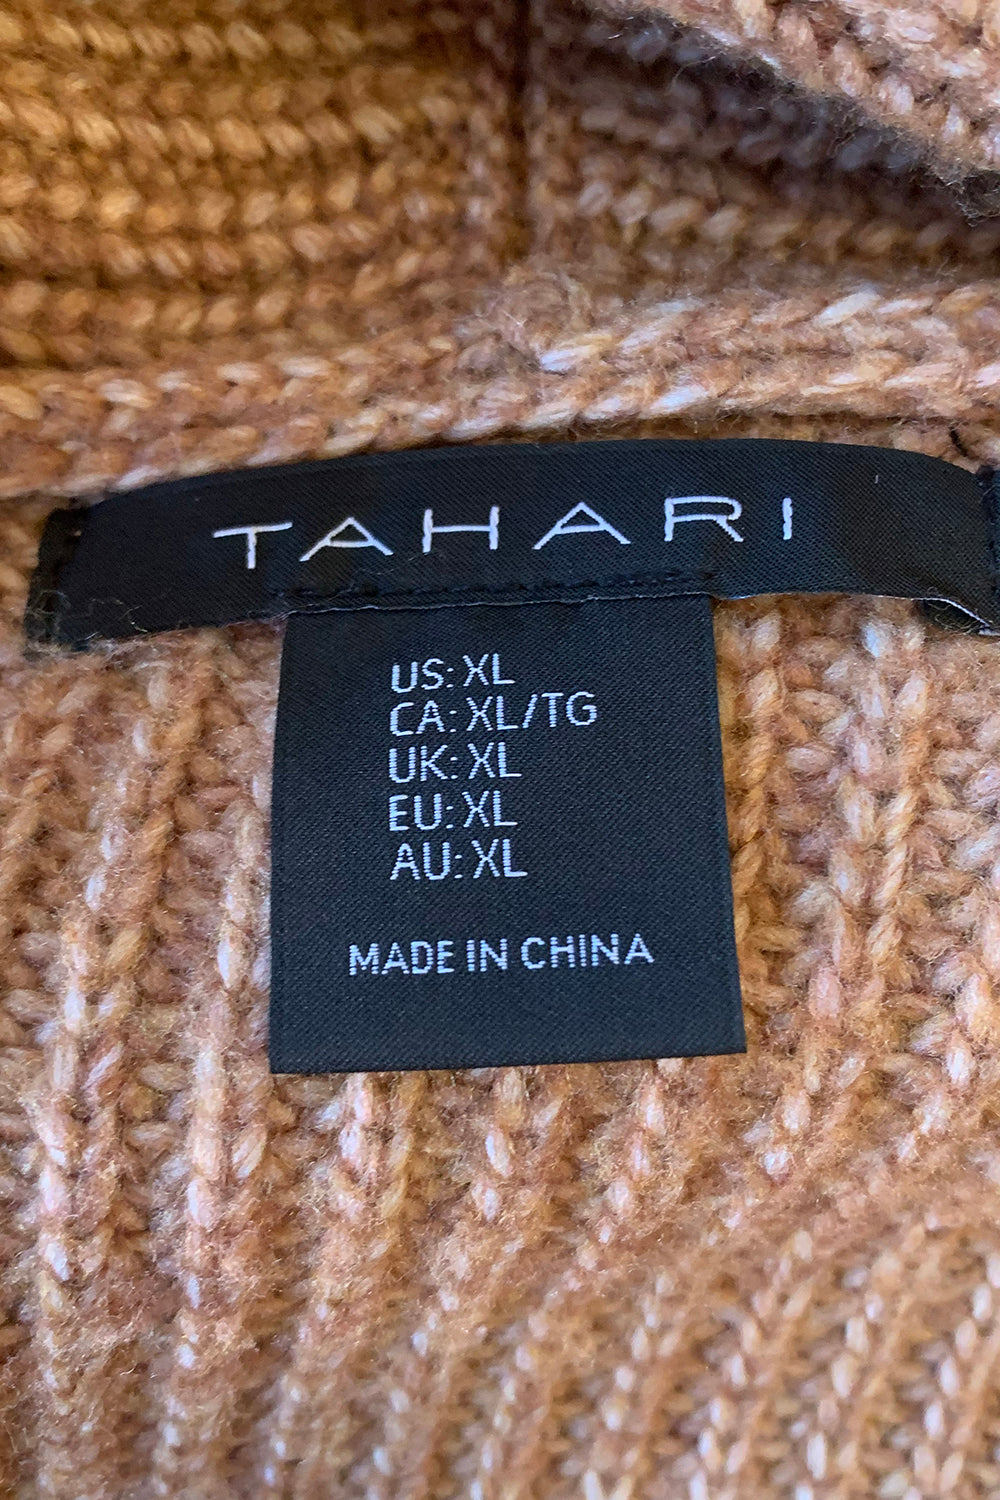 TAHARI
US: XL
CA: XL/TG
UK: XL
EU: XL
AU: XL
MADE IN CHINA